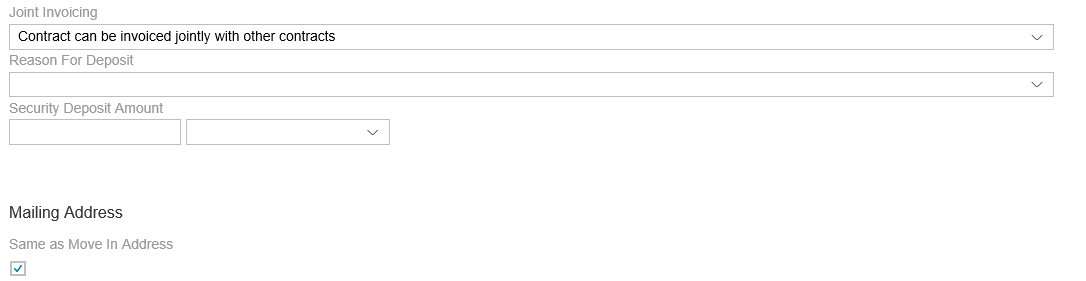 Joint Invoicing
Contract can be invoiced jointly with other contracts
Reason For Deposit
Security Deposit Amount
Mailing Address
Same as Move In Address